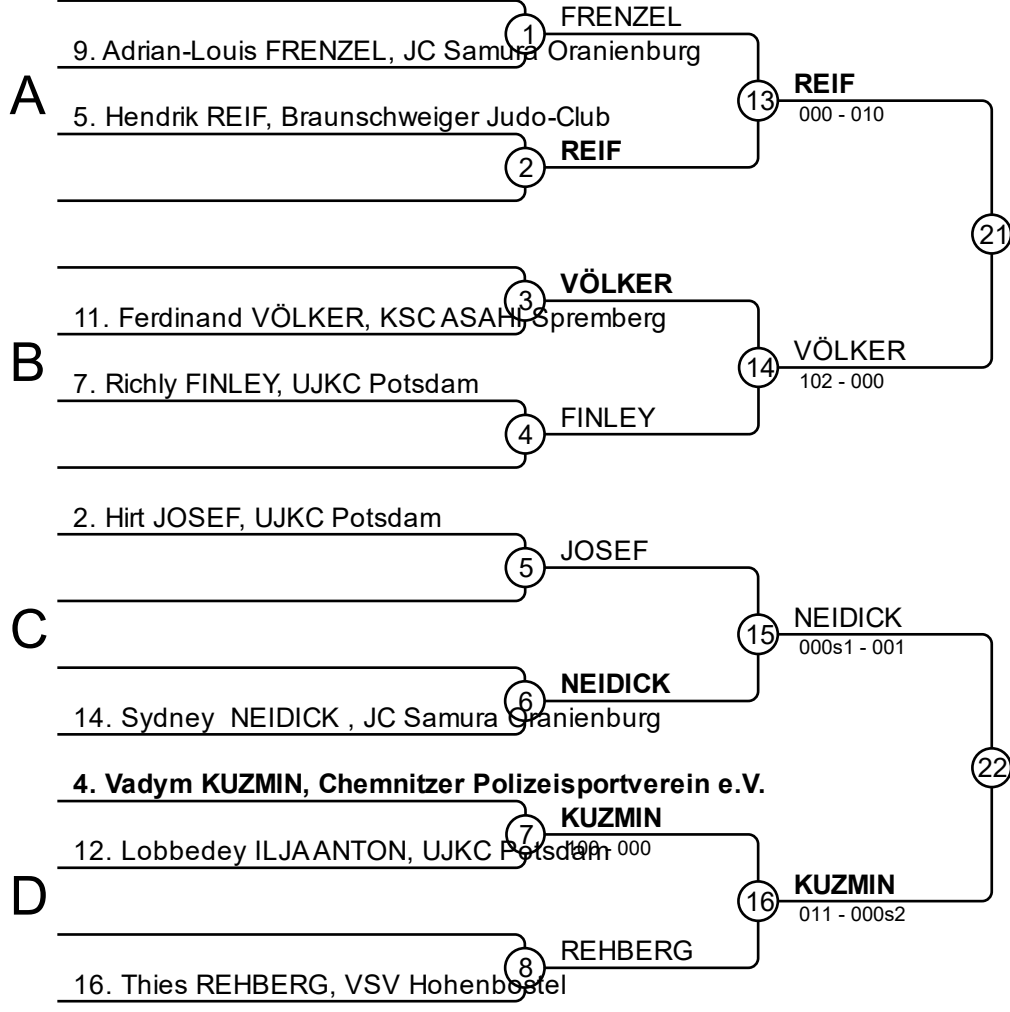 FRENZEL
1
9. Adrian-Louis FRENZEL, JC Samura Oranienburg
A
REIF
13
000 - 010
5. Hendrik REIF, Braunschweiger Judo-Club
REIF
2
21
VÖLKER
3
11. Ferdinand VÖLKER, KSC ASAHI Spremberg
B
VÖLKER
14
102 - 000
7. Richly FINLEY, UJKC Potsdam
FINLEY
4
2. Hirt JOSEF, UJKC Potsdam
JOSEF
5
C
NEIDICK
15
000s1 - 001
NEIDICK
6
14. Sydney NEIDICK , JC Samura Oranienburg
22
4. Vadym KUZMIN, Chemnitzer Polizeisportverein e.V.
KUZMIN
7
100 - 000
12. Lobbedey ILJA ANTON, UJKC Potsdam
D
KUZMIN
16
011 - 000s2
REHBERG
8
16. Thies REHBERG, VSV Hohenbostel